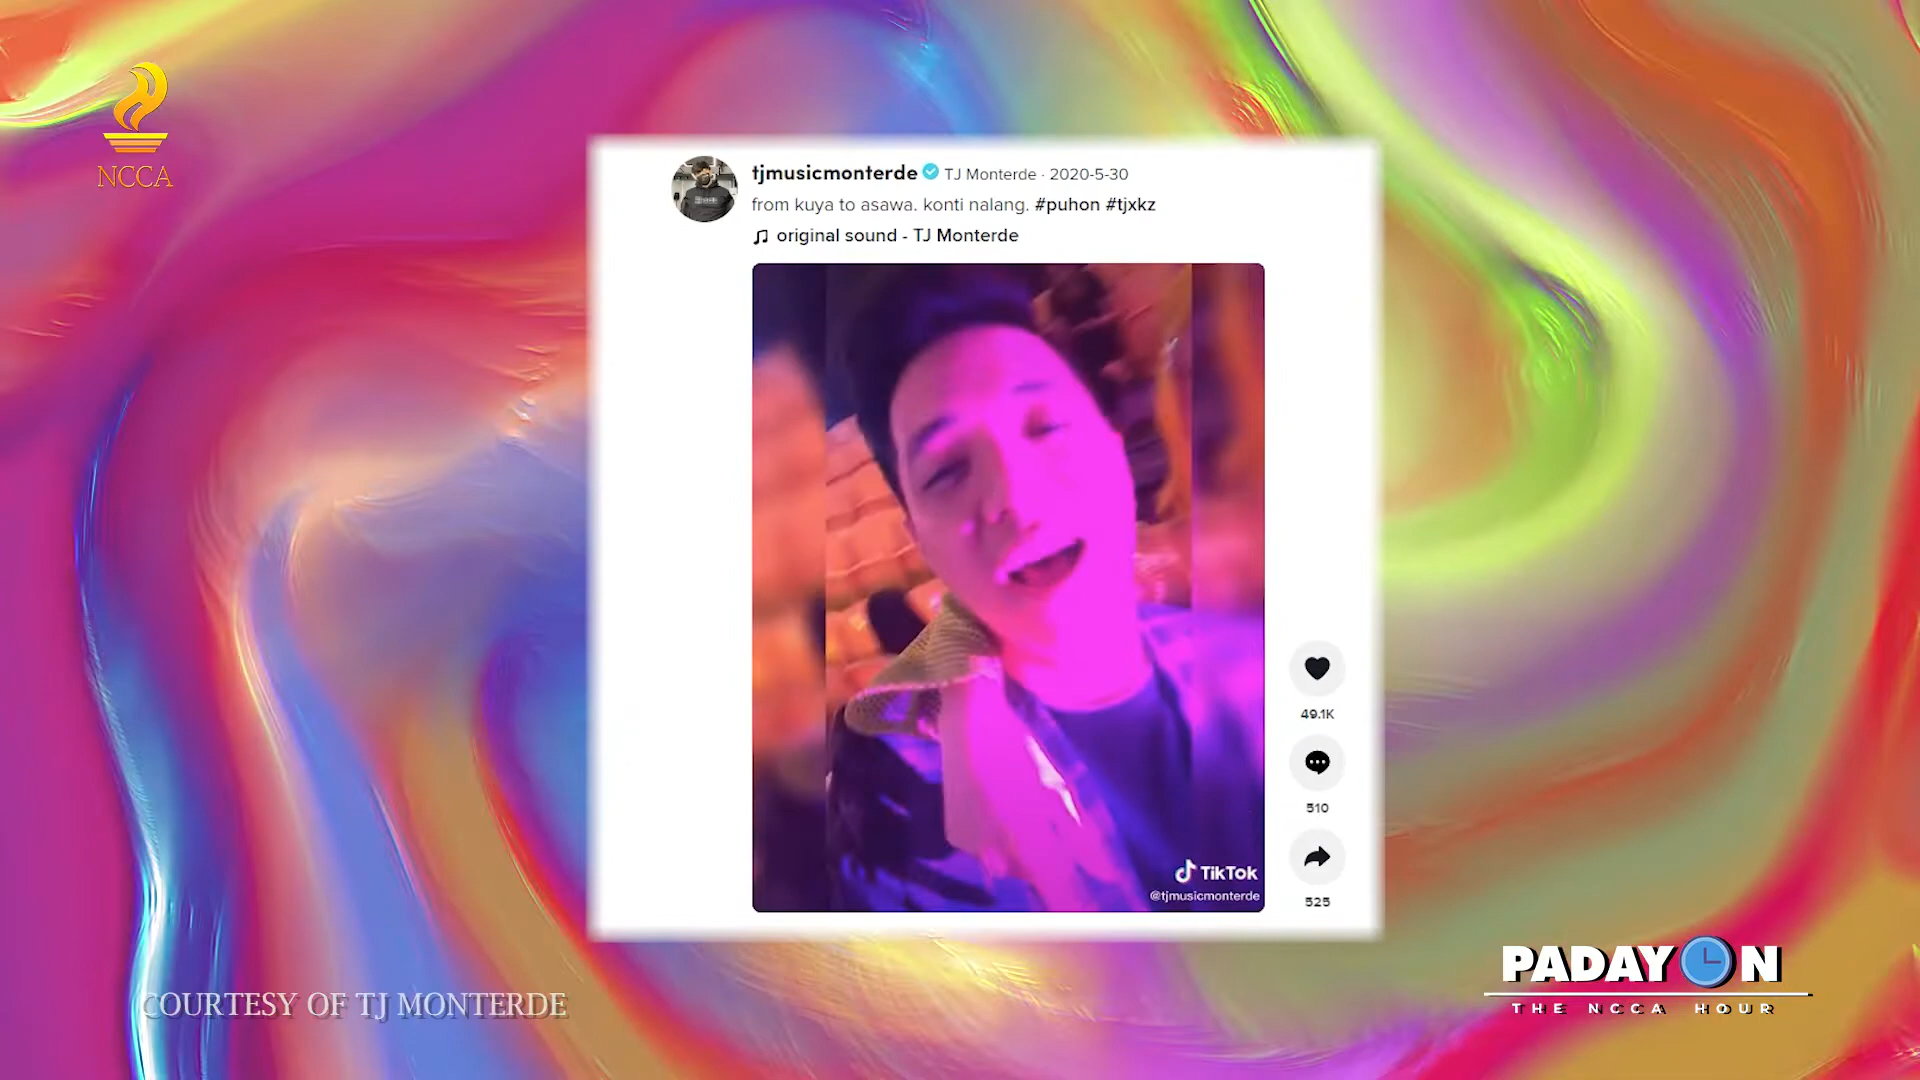 NCCA
tjmusicmonterde TJ Monterde · 2020-5-30
from kuya to asawa. konti nalang. #puhon #tjxkz
original sound - TJ Monterde
49.1K
510
525
TikTok
@tjmusicmonterde
COURTESY OF TJ MONTERDE
PADAYON
THE NCCA HOUR